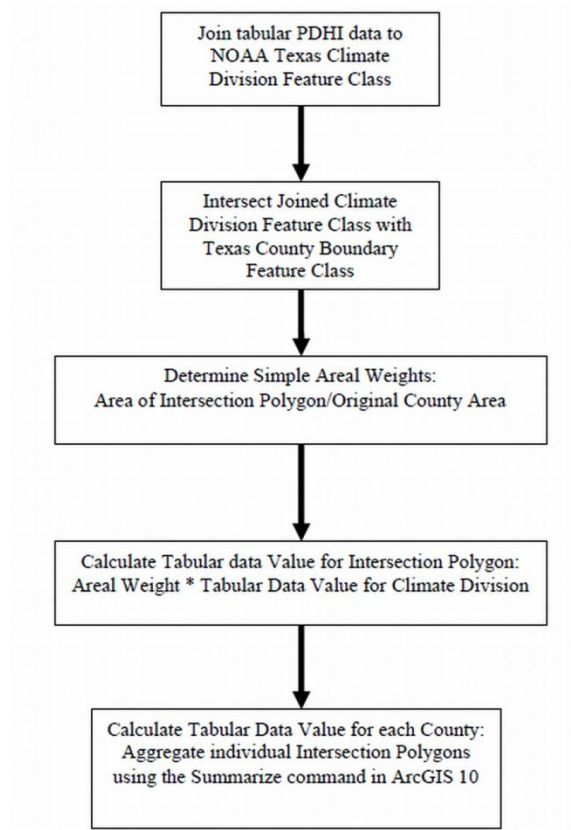 Join tabular PDHI data to
NOAA Texas Climate
Division Feature Class
Intersect Joined Climate
Division Feature Class with
Texas County Boundary
Feature Class
Determine Simple Areal Weights:
Area of Intersection Polygon/Original County Area
Calculate Tabular data Value for Intersection Polygon:
Areal Weight * Tabular Data Value for Climate Division
Calculate Tabular Data Value for each County:
Aggregate individual Intersection Polygons
using the Summarize command in ArcGIS 10